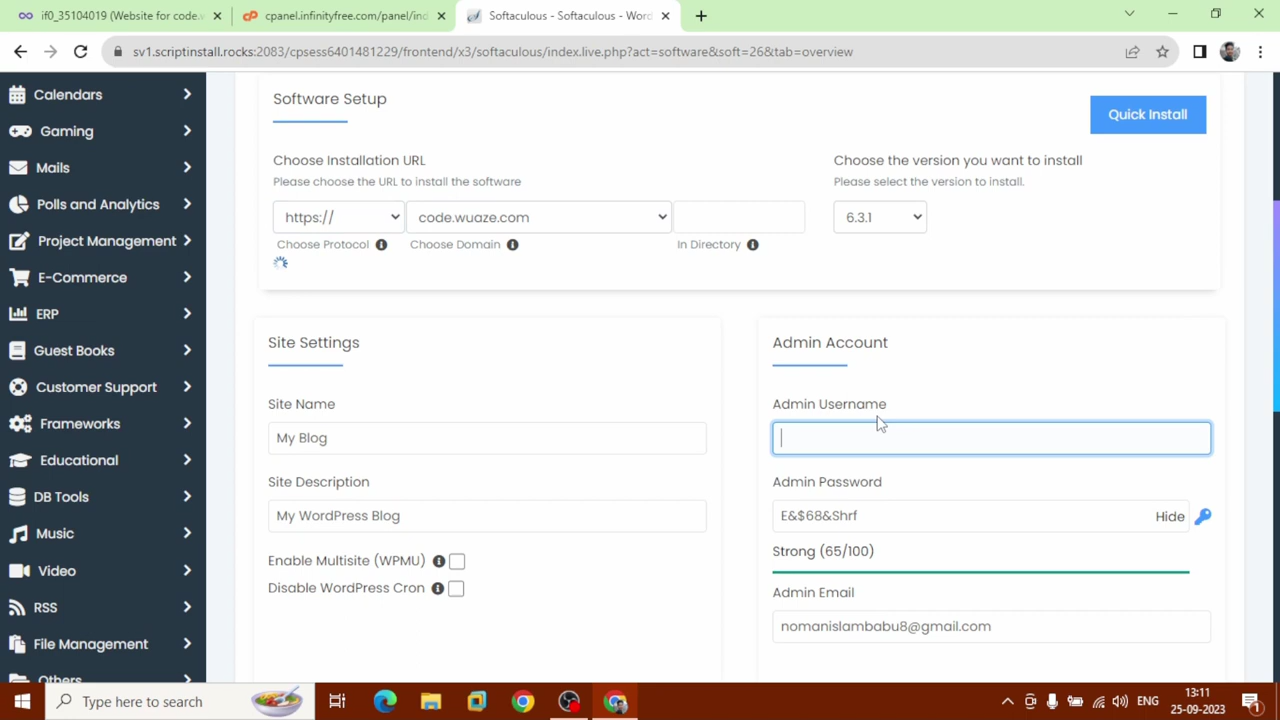 if0_35104019 (Website for code.w
cpanel.infinityfree.com/panel/ind
Softaculous - Softaculous - Word
sv1.scriptinstall.rocks:2083/cpsess6401481229/frontend/x3/softaculous/index.live.php?act=software&soft=26&tab=overview
Calendars
Gaming
Mails
Polls and Analytics
Project Management
E-Commerce
ERP
Guest Books
Customer Support
Frameworks
Educational
DB Tools
Music
Video
RSS
File Management
Others
Software Setup
Quick Install
Choose Installation URL
Please choose the URL to install the software
https://
code.wuaze.com
Choose Protocol
Choose Domain
In Directory
Choose the version you want to install
Please select the version to install.
6.3.1
Site Settings
Site Name
My Blog
Site Description
My WordPress Blog
Enable Multisite (WPMU)
Disable WordPress Cron
Admin Account
Admin Username
Admin Password
E&$68&Shrf
Hide
Strong (65/100)
Admin Email
nomanislambabu8@gmail.com
Type here to search
ENG
13:11
25-09-2023
1